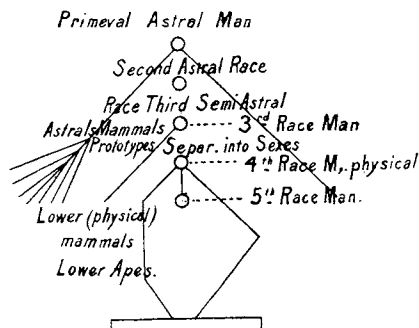 Primeval Astral Man
Second Astral Race
Race Third Semi Astral
Astrals Mammals
3rd Race Man
Prototypes Separ. into Sexes
4th Race M,. physical
5th Race Man.
Lower (physical)
mammals
Lower Apes.